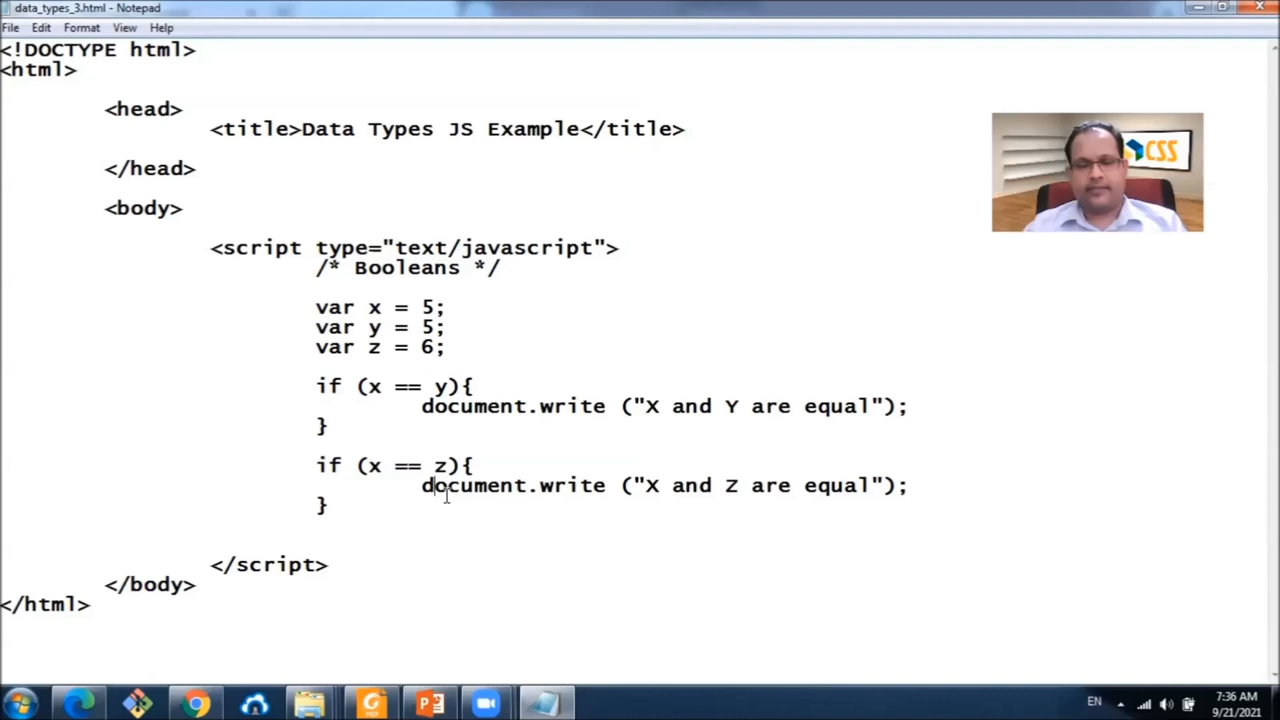 data_types_3.html - Notepad
File Edit Format View Help
<!DOCTYPE html>
<html>
<head>
<title>Data Types JS Example</title>
</head>
<body>
<script type="text/javascript">
/* Booleans */
var x = 5;
var y = 5;
var z = 6;
if (x == y){
document.write ("X and Y are equal");
}
if (x == z){
document.write ("X and Z are equal");
}
</script>
</body>
</html>
CSS
EN
7:36 AM
9/21/2021